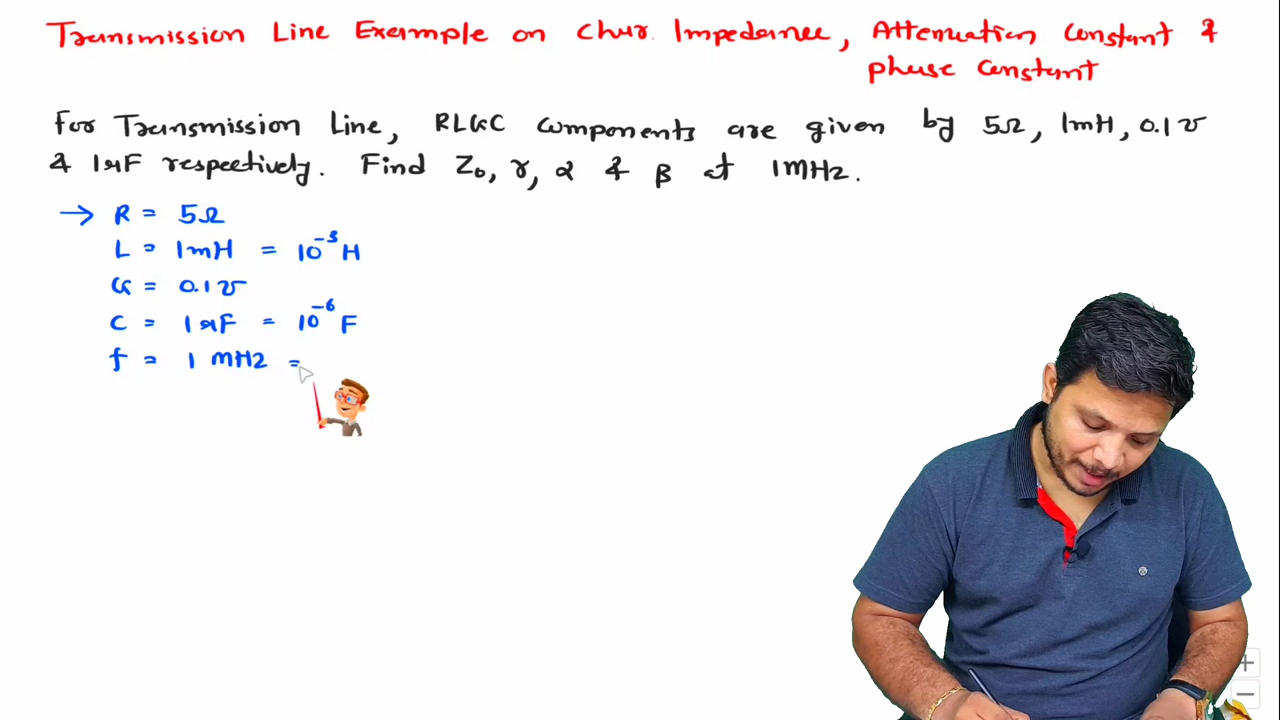 Transmission Line Example on Char. Impedance, Attenuation Constant &
phase Constant
For Transmission Line, RLGC components are given by 5Ω, 1mH, 0.1℧
& 1μF respectively. Find Z₀, γ, α & β at 1MHz.
→ R = 5Ω
L = 1mH = 10⁻³ H
G = 0.1℧
C = 1μF = 10⁻⁶ F
f = 1 MHz =